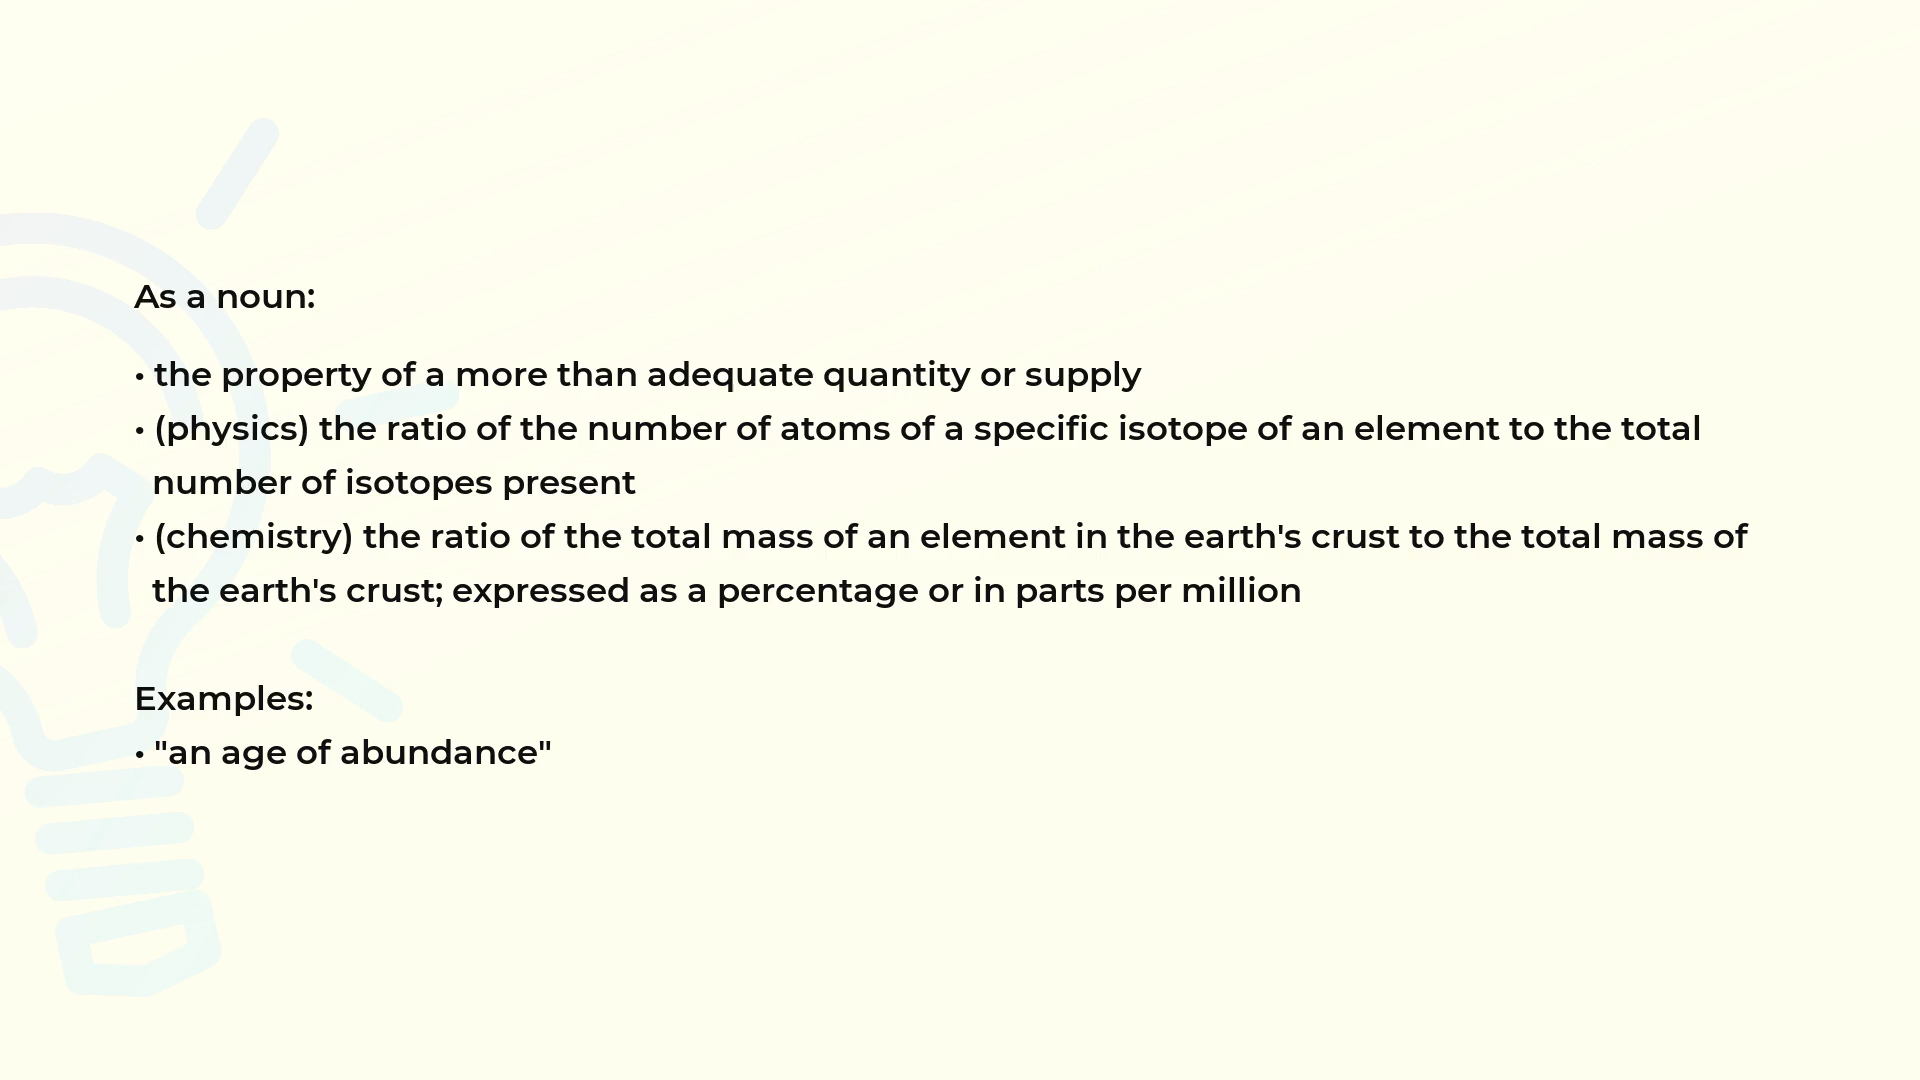 As a noun:
• the property of a more than adequate quantity or supply
• (physics) the ratio of the number of atoms of a specific isotope of an element to the total
number of isotopes present
• (chemistry) the ratio of the total mass of an element in the earth's crust to the total mass of
the earth's crust; expressed as a percentage or in parts per million
Examples:
• "an age of abundance"